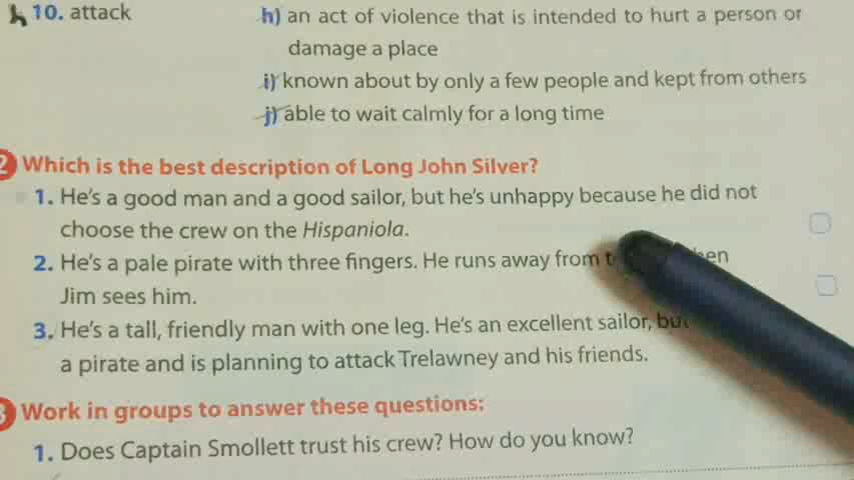 h 10. attack
h) an act of violence that is intended to hurt a person or
damage a place
i) known about by only a few people and kept from others
j) able to wait calmly for a long time
2 Which is the best description of Long John Silver?
1. He's a good man and a good sailor, but he's unhappy because he did not
choose the crew on the Hispaniola.
2. He's a pale pirate with three fingers. He runs away from
Jim sees him.
3. He's a tall, friendly man with one leg. He's an excellent sailor, but
a pirate and is planning to attack Trelawney and his friends.
3 Work in groups to answer these questions:
1. Does Captain Smollett trust his crew? How do you know?